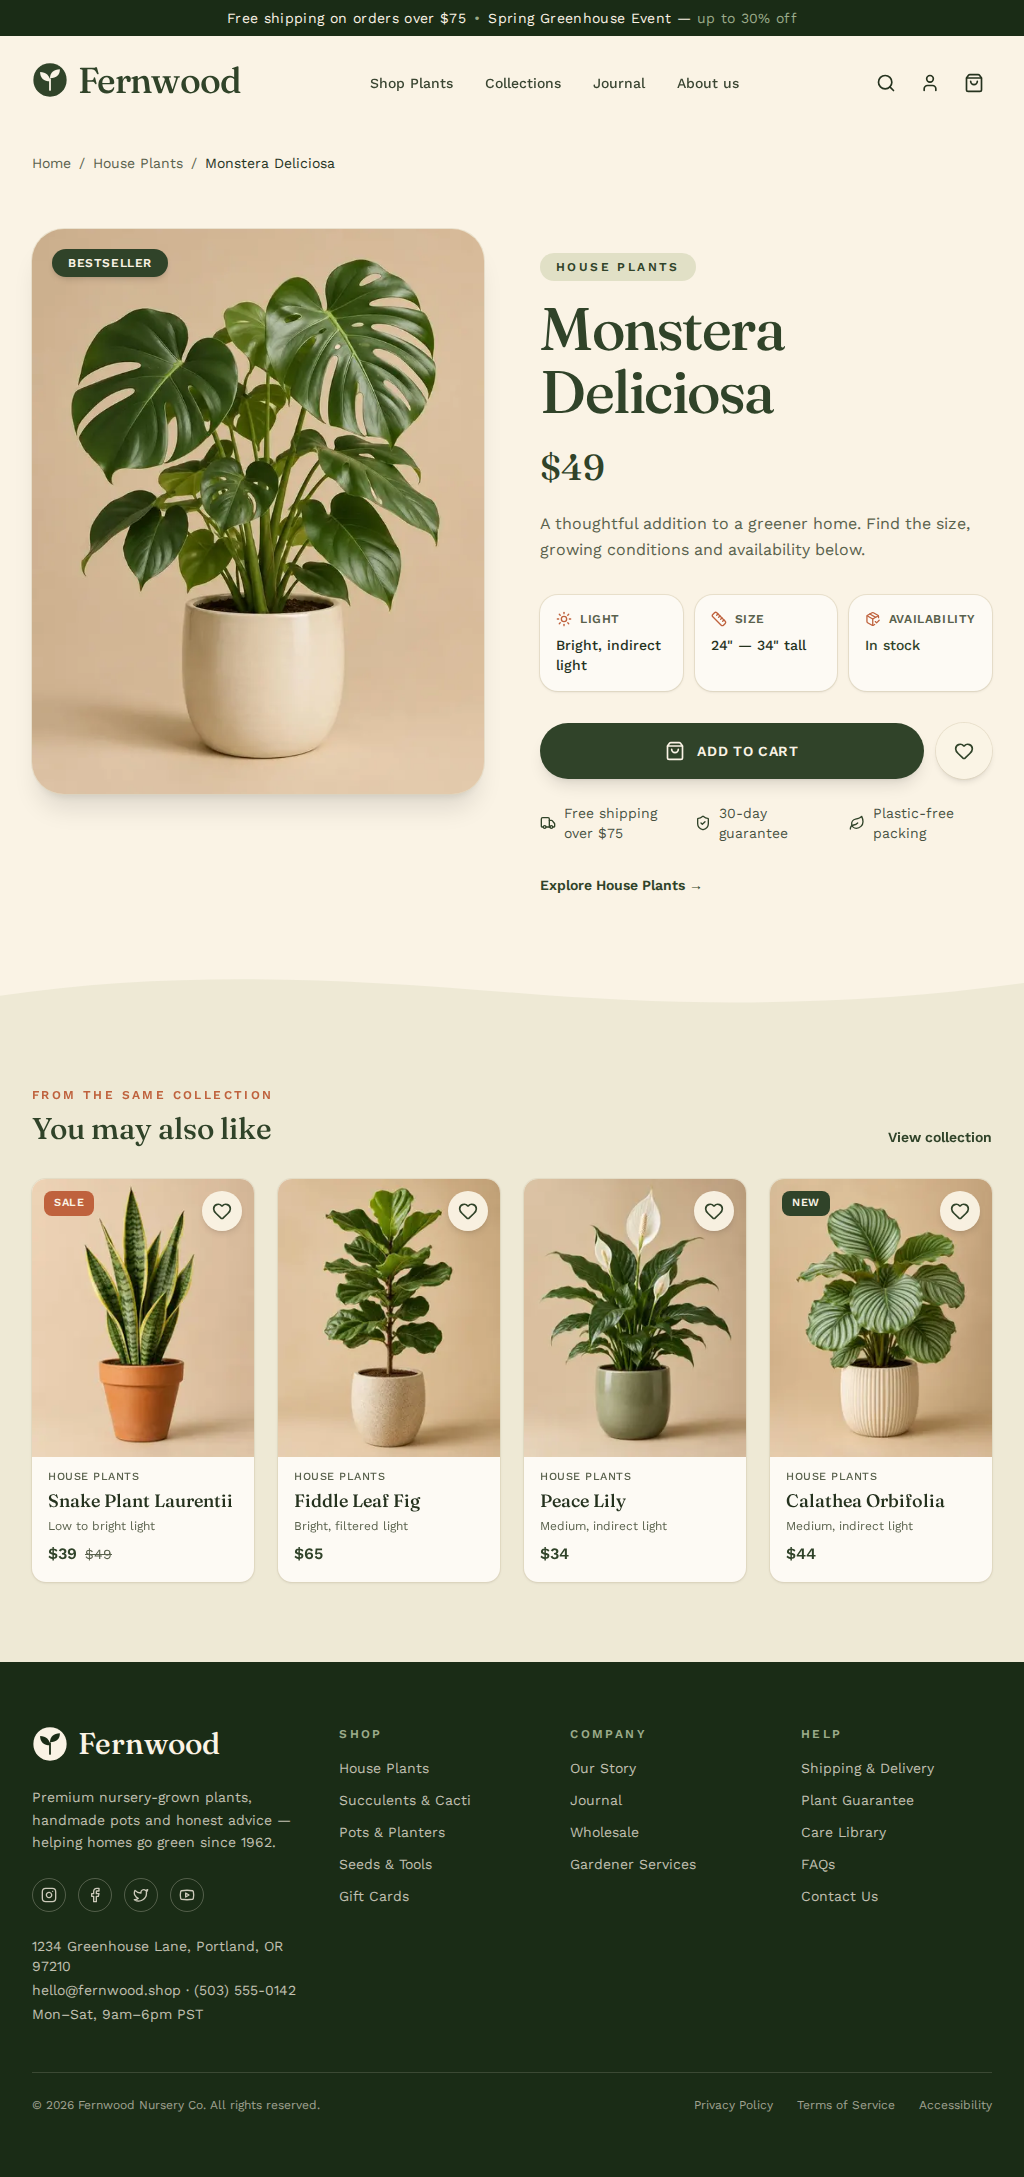 Free shipping on orders over $75 • Spring Greenhouse Event — up to 30% off
Fernwood
Shop Plants Collections Journal About us
Home / House Plants / Monstera Deliciosa
BESTSELLER
HOUSE PLANTS
Monstera
Deliciosa
$49
A thoughtful addition to a greener home. Find the size,
growing conditions and availability below.
LIGHT
Bright, indirect
light
SIZE
24" — 34" tall
AVAILABILITY
In stock
ADD TO CART
Free shipping
over $75
30-day
guarantee
Plastic-free
packing
Explore House Plants →
FROM THE SAME COLLECTION
You may also like
View collection
SALE
HOUSE PLANTS
Snake Plant Laurentii
Low to bright light
$39 $49
HOUSE PLANTS
Fiddle Leaf Fig
Bright, filtered light
$65
HOUSE PLANTS
Peace Lily
Medium, indirect light
$34
NEW
HOUSE PLANTS
Calathea Orbifolia
Medium, indirect light
$44
Fernwood
Premium nursery-grown plants,
handmade pots and honest advice —
helping homes go green since 1962.
1234 Greenhouse Lane, Portland, OR
97210
hello@fernwood.shop · (503) 555-0142
Mon–Sat, 9am–6pm PST
SHOP
House Plants
Succulents & Cacti
Pots & Planters
Seeds & Tools
Gift Cards
COMPANY
Our Story
Journal
Wholesale
Gardener Services
HELP
Shipping & Delivery
Plant Guarantee
Care Library
FAQs
Contact Us
© 2026 Fernwood Nursery Co. All rights reserved.
Privacy Policy Terms of Service Accessibility